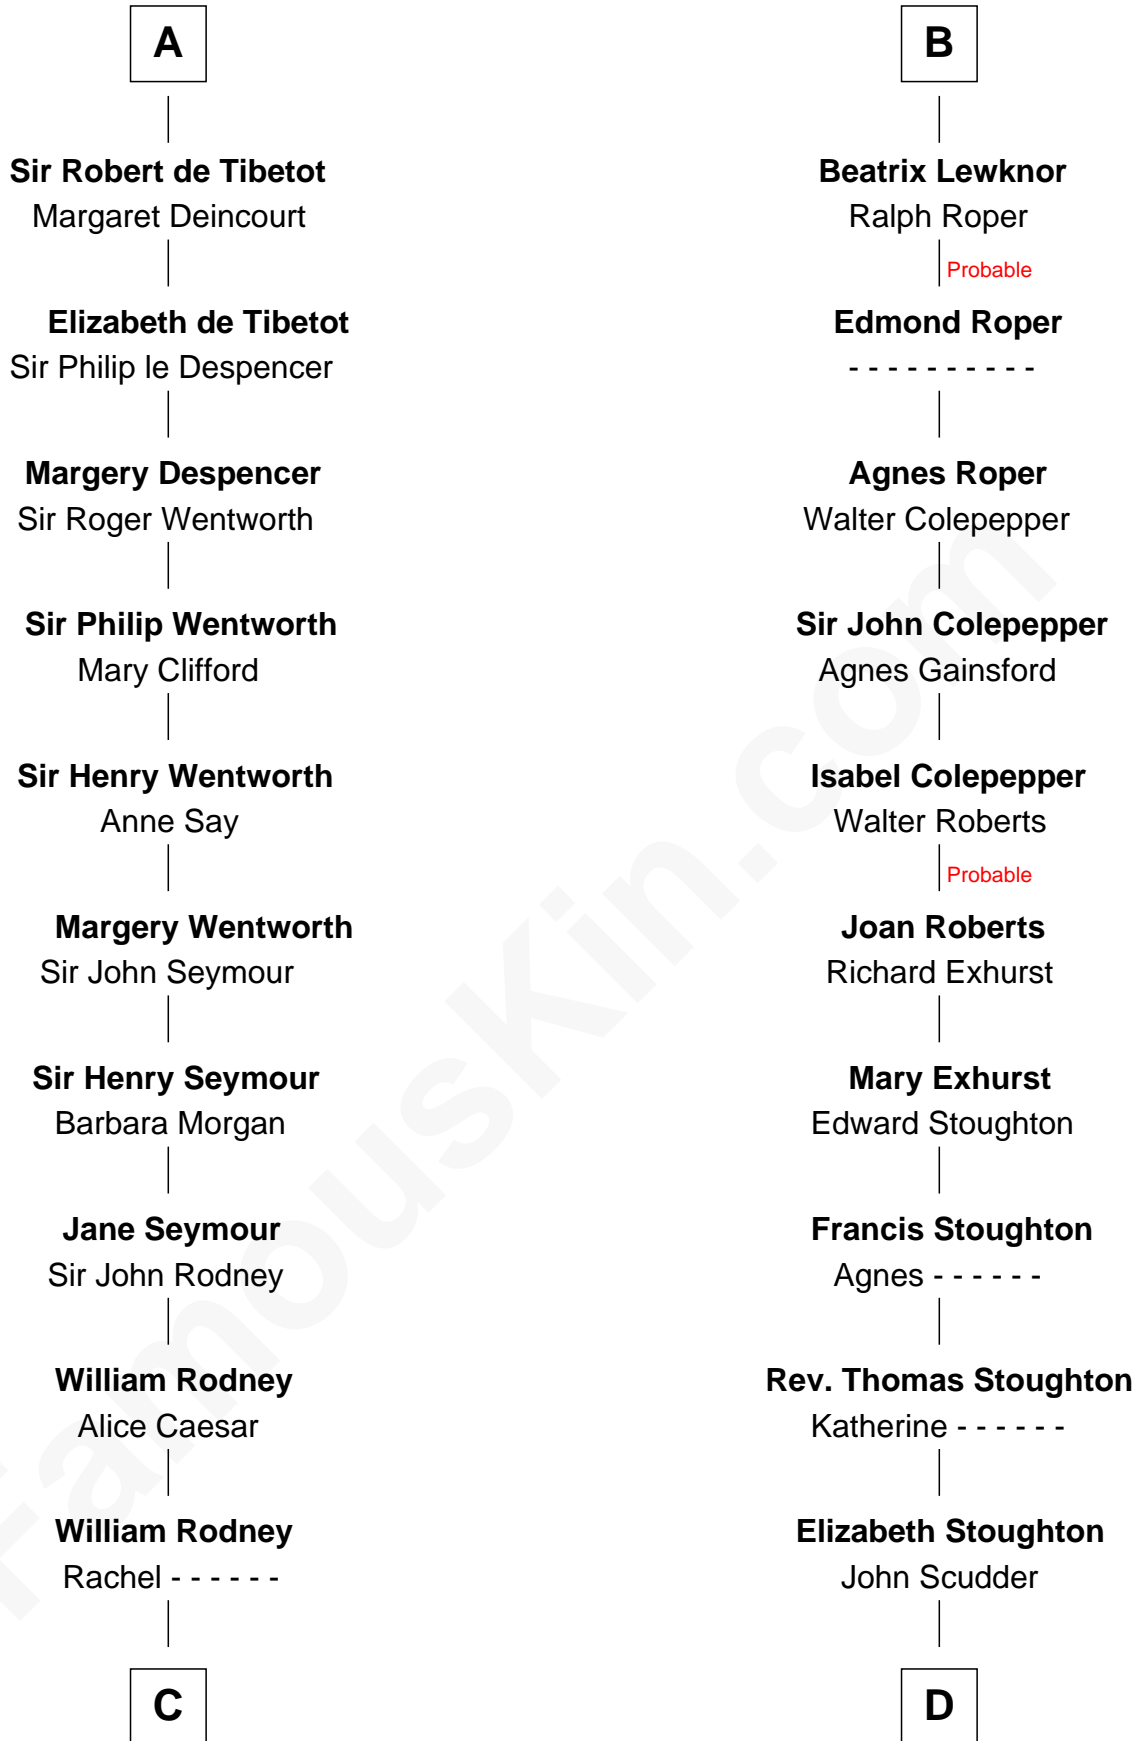 A
Sir Robert de Tibetot
Margaret Deincourt
Elizabeth de Tibetot
Sir Philip le Despencer
Margery Despencer
Sir Roger Wentworth
Sir Philip Wentworth
Mary Clifford
Sir Henry Wentworth
Anne Say
Margery Wentworth
Sir John Seymour
Sir Henry Seymour
Barbara Morgan
Jane Seymour
Sir John Rodney
William Rodney
Alice Caesar
William Rodney
Rachel - - - - - -
C
B
Beatrix Lewknor
Ralph Roper
Probable
Edmond Roper
- - - - - - - - - -
Agnes Roper
Walter Colepepper
Sir John Colepepper
Agnes Gainsford
Isabel Colepepper
Walter Roberts
Probable
Joan Roberts
Richard Exhurst
Mary Exhurst
Edward Stoughton
Francis Stoughton
Agnes - - - - - -
Rev. Thomas Stoughton
Katherine - - - - - -
Elizabeth Stoughton
John Scudder
D
FamousKin.com